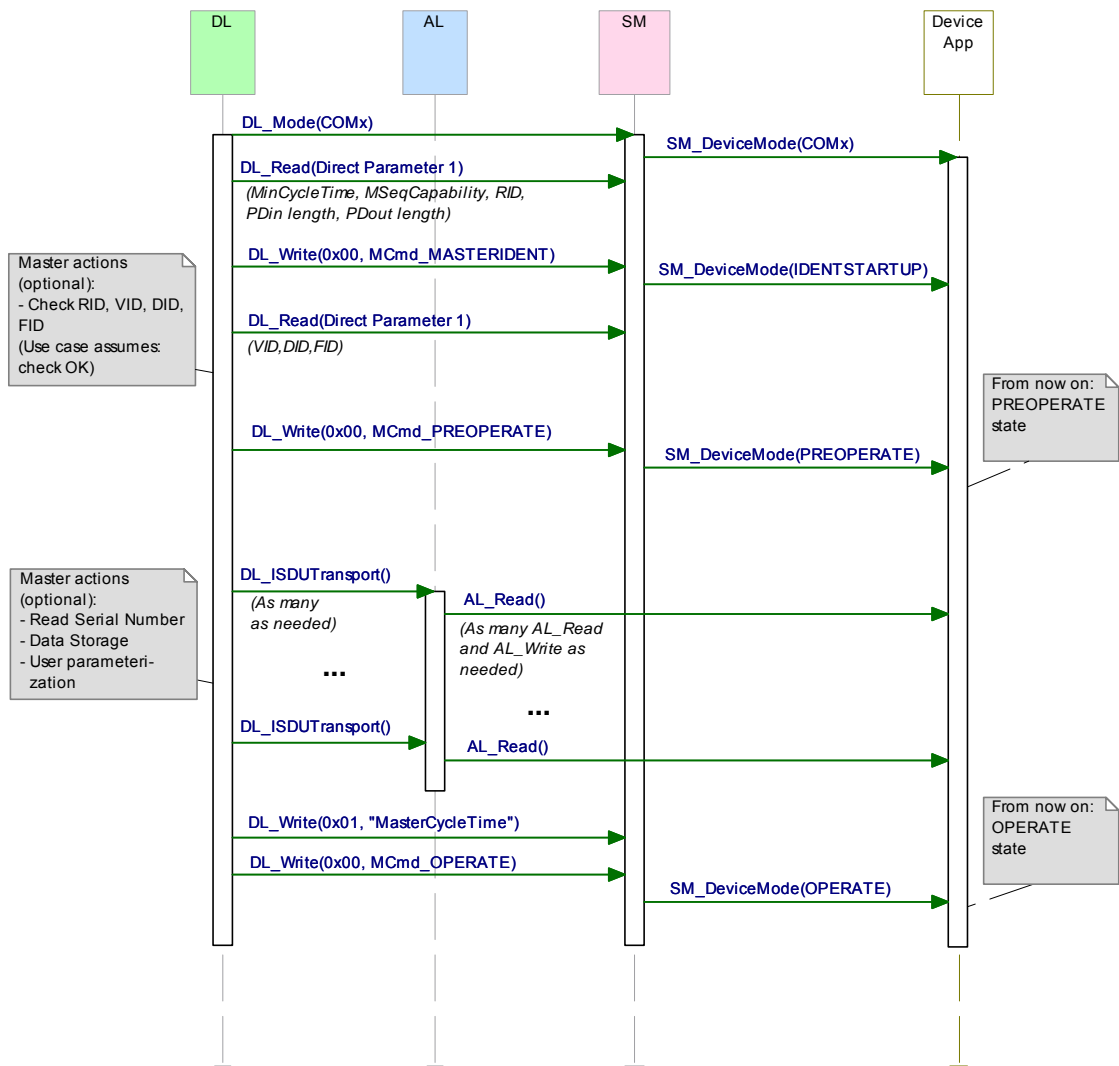 DL
AL
SM
Device
App
DL_Mode(COMx)
SM_DeviceMode(COMx)
DL_Read(Direct Parameter 1)
(MinCycleTime, MSeqCapability, RID,
PDin length, PDout length)
Master actions
(optional):
- Check RID, VID, DID,
FID
(Use case assumes:
check OK)
DL_Write(0x00, MCmd_MASTERIDENT)
SM_DeviceMode(IDENTSTARTUP)
DL_Read(Direct Parameter 1)
(VID,DID,FID)
From now on:
PREOPERATE
state
DL_Write(0x00, MCmd_PREOPERATE)
SM_DeviceMode(PREOPERATE)
Master actions
(optional):
- Read Serial Number
- Data Storage
- User parameteri-
zation
DL_ISDUTransport()
(As many
as needed)
AL_Read()
(As many AL_Read
and AL_Write as
needed)
...
...
DL_ISDUTransport()
AL_Read()
From now on:
OPERATE
state
DL_Write(0x01, "MasterCycleTime")
DL_Write(0x00, MCmd_OPERATE)
SM_DeviceMode(OPERATE)